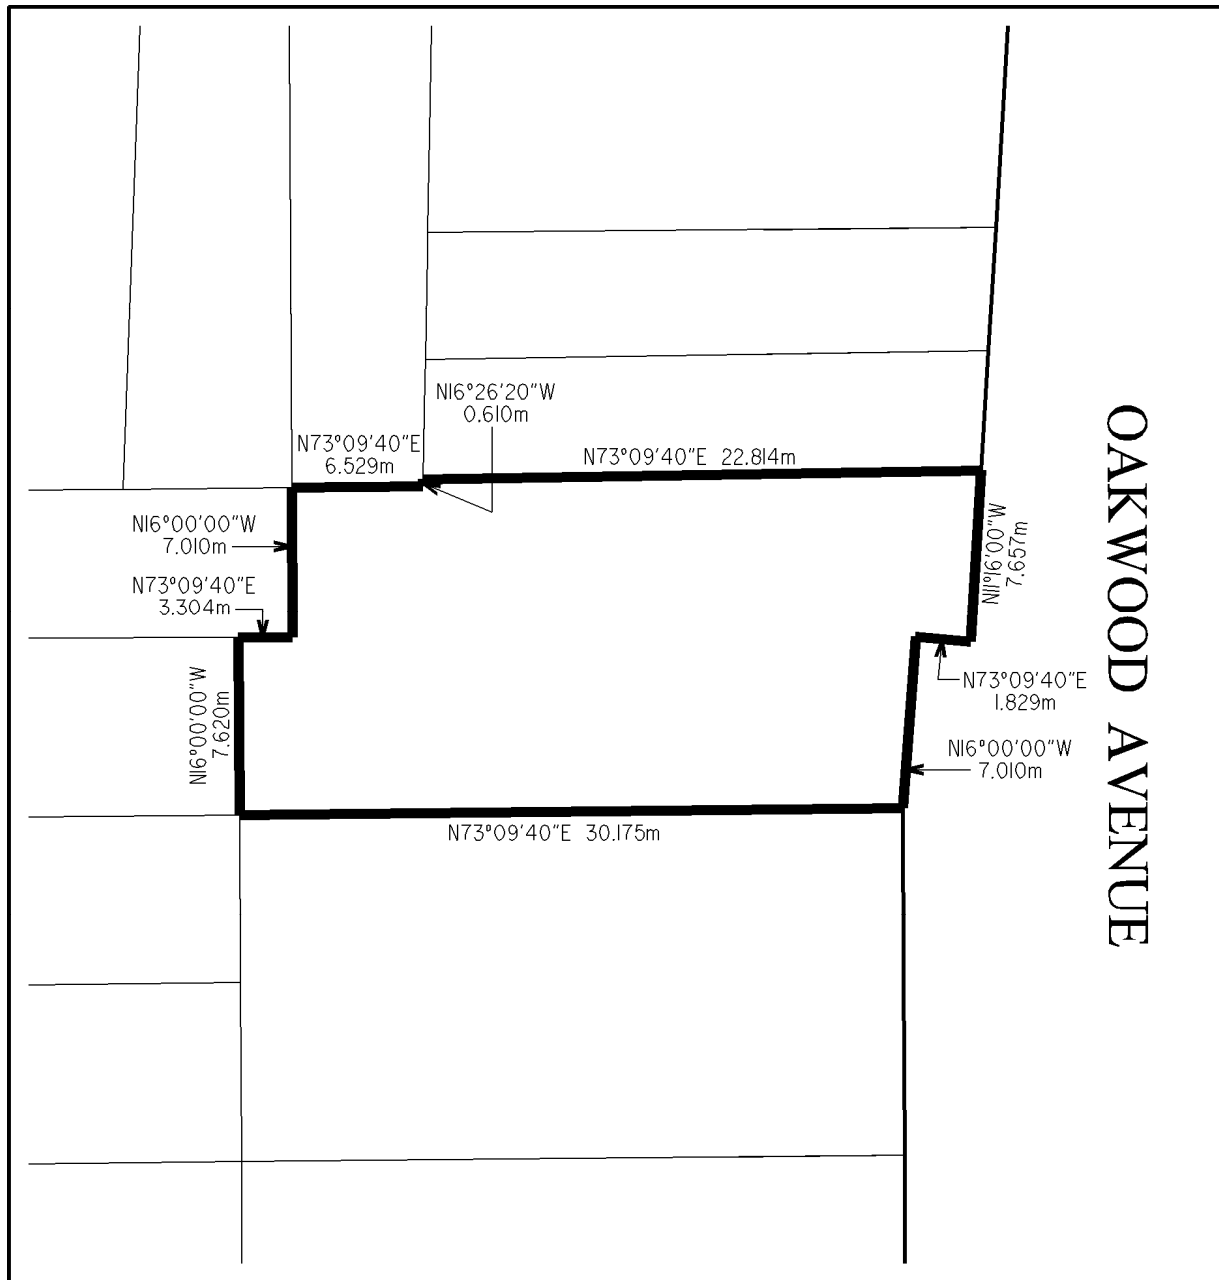 N16°26'20"W
0.610m
N73°09'40"E
6.529m
N73°09'40"E 22.814m
N16°00'00"W
7.010m
N11°16'00"W
7.657m
N73°09'40"E
3.304m
N16°00'00"W
7.620m
N73°09'40"E
1.829m
N16°00'00"W
7.010m
N73°09'40"E 30.175m
OAKWOOD AVENUE